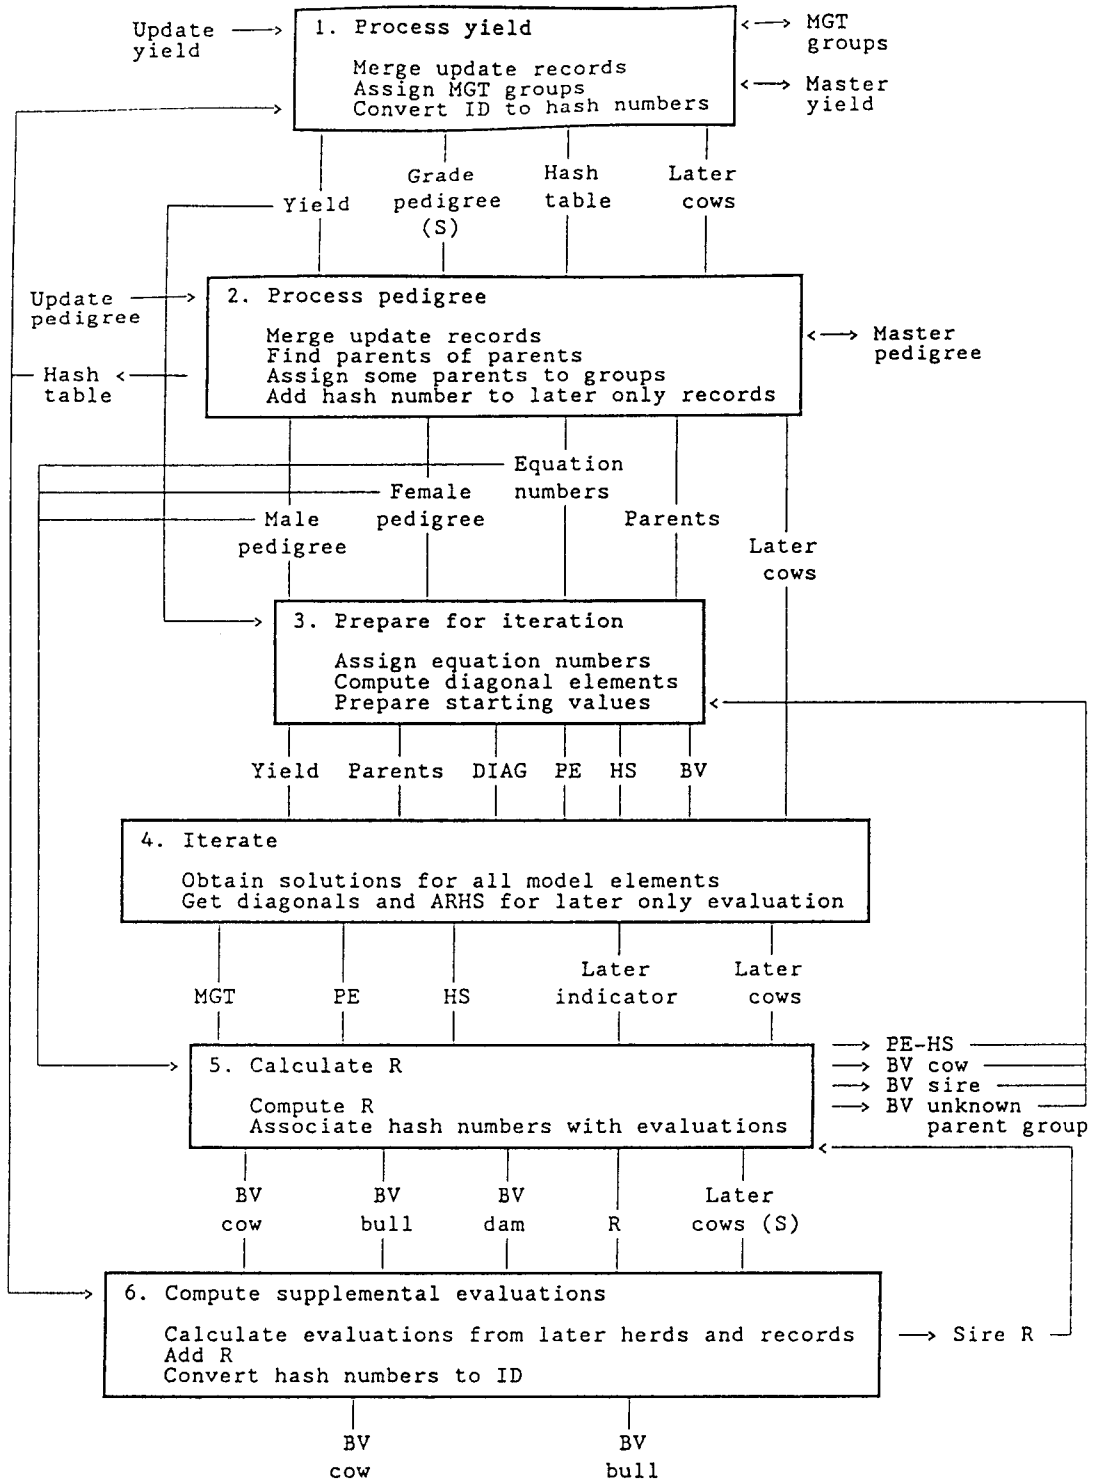 Update yield
1. Process yield
Merge update records
Assign MGT groups
Convert ID to hash numbers
MGT groups
Master yield
Yield
Grade pedigree (S)
Hash table
Later cows
Update pedigree
2. Process pedigree
Merge update records
Find parents of parents
Assign some parents to groups
Add hash number to later only records
Master pedigree
Hash table
Equation numbers
Female pedigree
Male pedigree
Parents
Later cows
3. Prepare for iteration
Assign equation numbers
Compute diagonal elements
Prepare starting values
Yield
Parents
DIAG
PE
HS
BV
4. Iterate
Obtain solutions for all model elements
Get diagonals and ARHS for later only evaluation
MGT
PE
HS
Later indicator
Later cows
5. Calculate R
Compute R
Associate hash numbers with evaluations
PE-HS
BV cow
BV sire
BV unknown parent group
BV cow
BV bull
BV dam
R
Later cows (S)
6. Compute supplemental evaluations
Calculate evaluations from later herds and records
Add R
Convert hash numbers to ID
Sire R
BV cow
BV bull